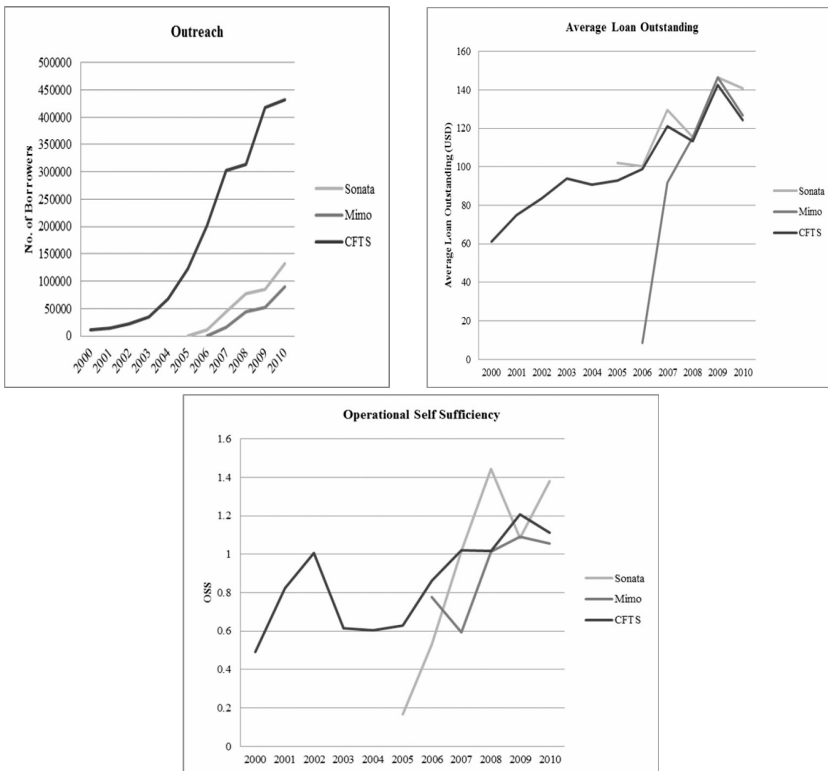 Outreach
500000
450000
400000
350000
300000
250000
200000
150000
100000
50000
0
No. of Borrowers
2000 2001 2002 2003 2004 2005 2006 2007 2008 2009 2010
Sonata
Mimo
CFTS
Average Loan Outstanding
160
140
120
100
80
60
40
20
0
Average Loan Outstanding (USD)
2000 2001 2002 2003 2004 2005 2006 2007 2008 2009 2010
Sonata
Mimo
CFTS
Operational Self Sufficiency
1.6
1.4
1.2
1
0.8
0.6
0.4
0.2
0
OSS
2000 2001 2002 2003 2004 2005 2006 2007 2008 2009 2010
Sonata
Mimo
CFTS